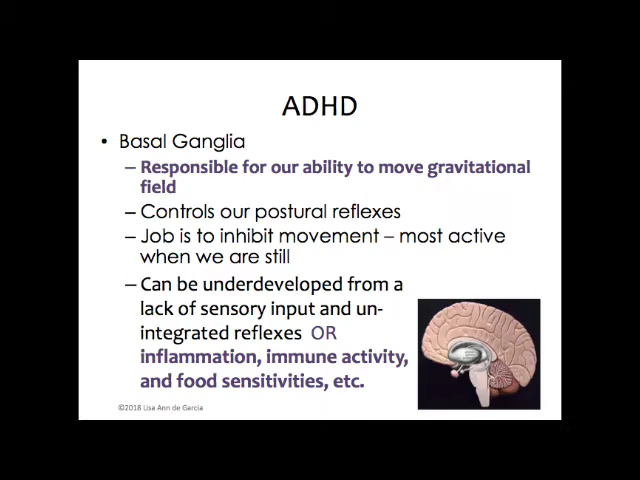 ADHD
• Basal Ganglia
– Responsible for our ability to move gravitational
field
– Controls our postural reflexes
– Job is to inhibit movement – most active
when we are still
– Can be underdeveloped from a
lack of sensory input and un-
integrated reflexes OR
inflammation, immune activity,
and food sensitivities, etc.
©2018 Lisa Ann de Garcia